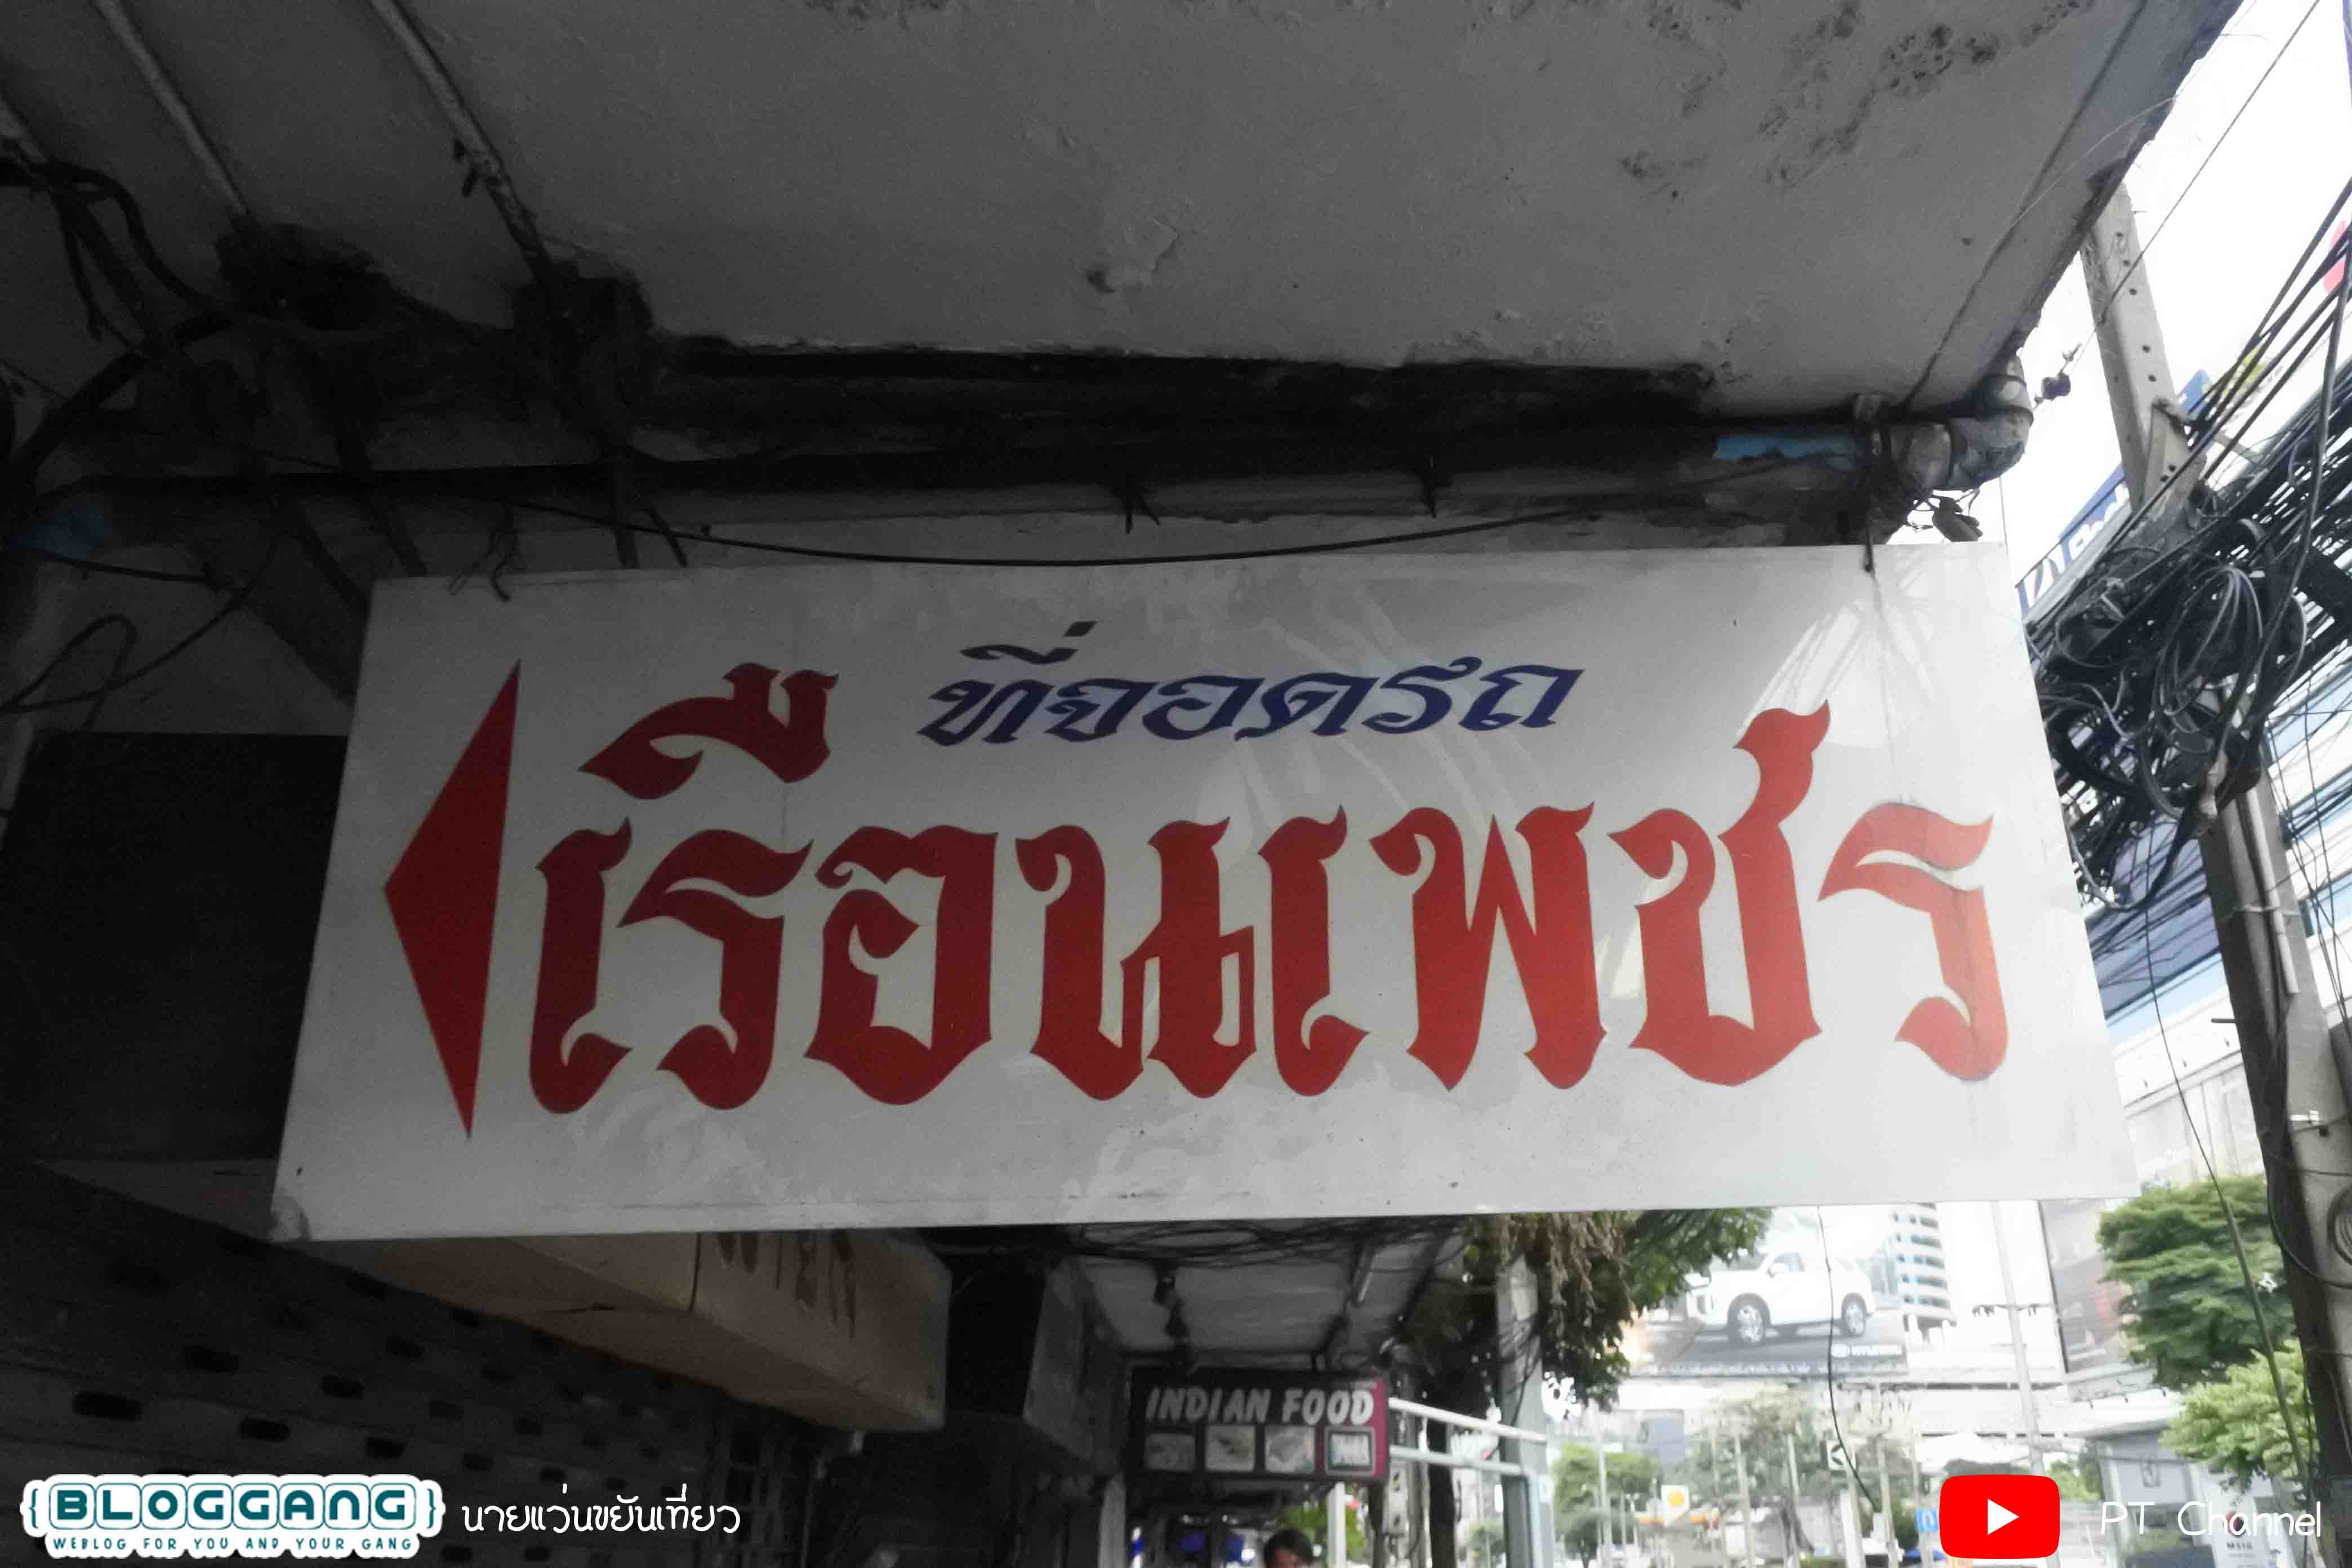 ที่จอดรถ
เรือนเพชร
INDIAN FOOD
HYUNDAI
{BLOGGANG}
WEBLOG FOR YOU AND YOUR GANG
นายแว่นขยันเที่ยว
PT Channel